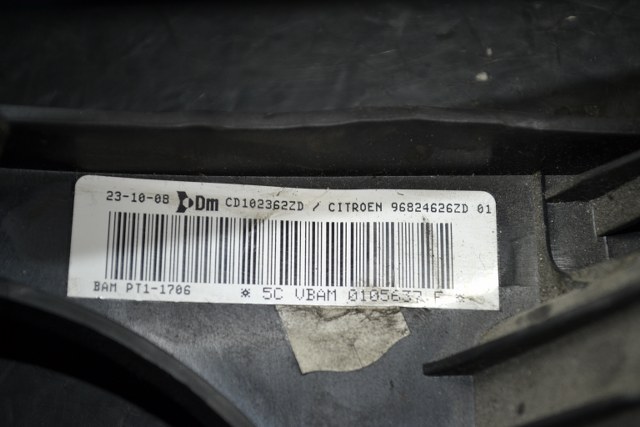 23-10-08 Dm CD102362ZD / CITROEN 96824626ZD 01
BAM PT1-1706 * 5C VBAM 0105637 F *